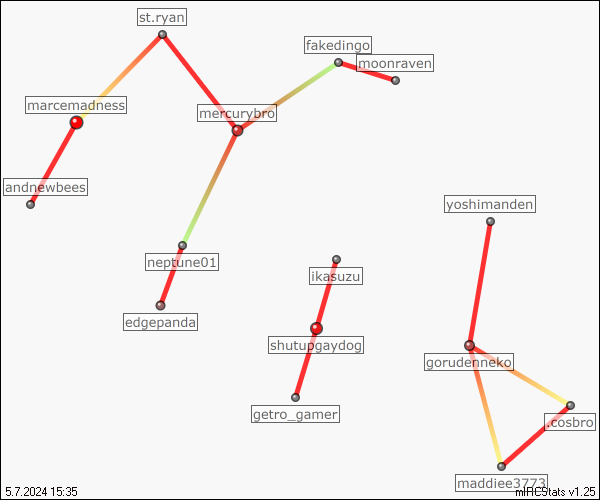 st.ryan
fakedingo
moonraven
marcemadness
mercurybro
andnewbees
yoshimanden
neptune01
ikasuzu
edgepanda
shutupgaydog
gorudenneko
getro_gamer
.cosbro
maddiee3773
5.7.2024 15:35
mIRCStats v1.25